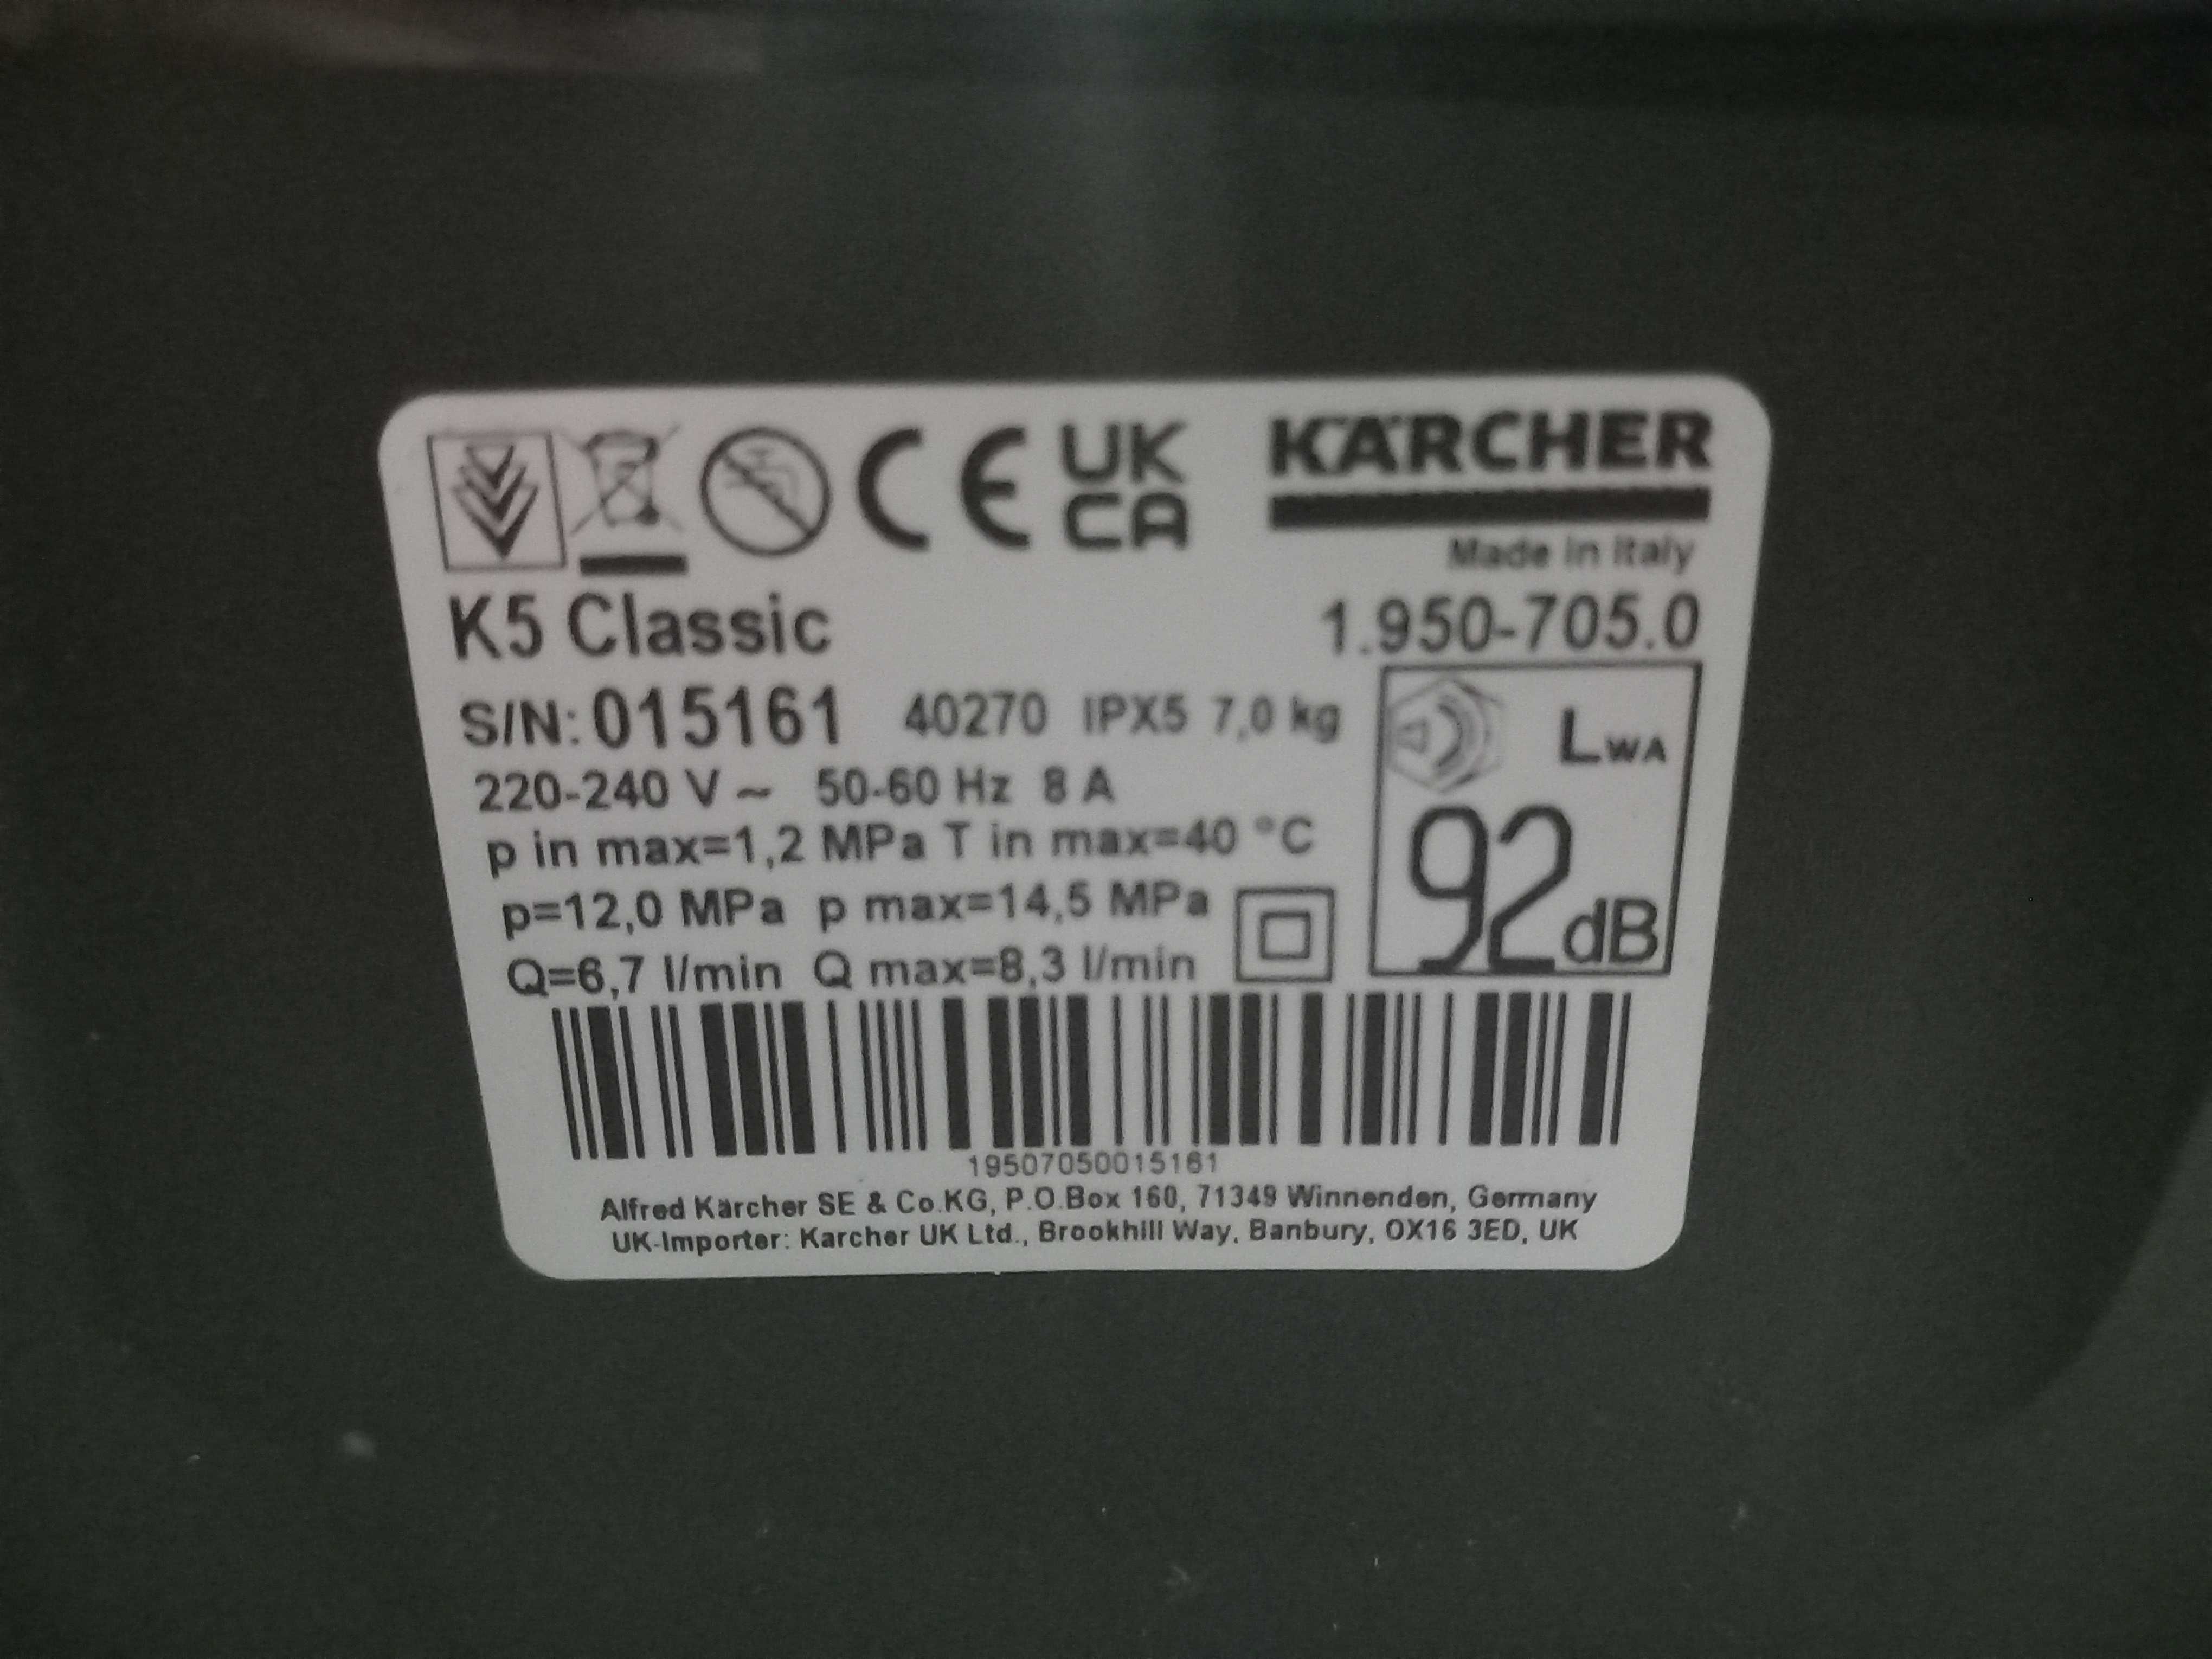 UK
CA
KÄRCHER
Made in Italy
K5 Classic 1.950-705.0
S/N: 015161 40270 IPX5 7,0 kg
220-240 V ~ 50-60 Hz 8 A
p in max=1,2 MPa T in max=40 °C
p=12,0 MPa p max=14,5 MPa
Q=6,7 l/min Q max=8,3 l/min
LWA
92dB
19507050015161
Alfred Kärcher SE & Co.KG, P.O.Box 160, 71349 Winnenden, Germany
UK-Importer: Karcher UK Ltd., Brookhill Way, Banbury, OX16 3ED, UK